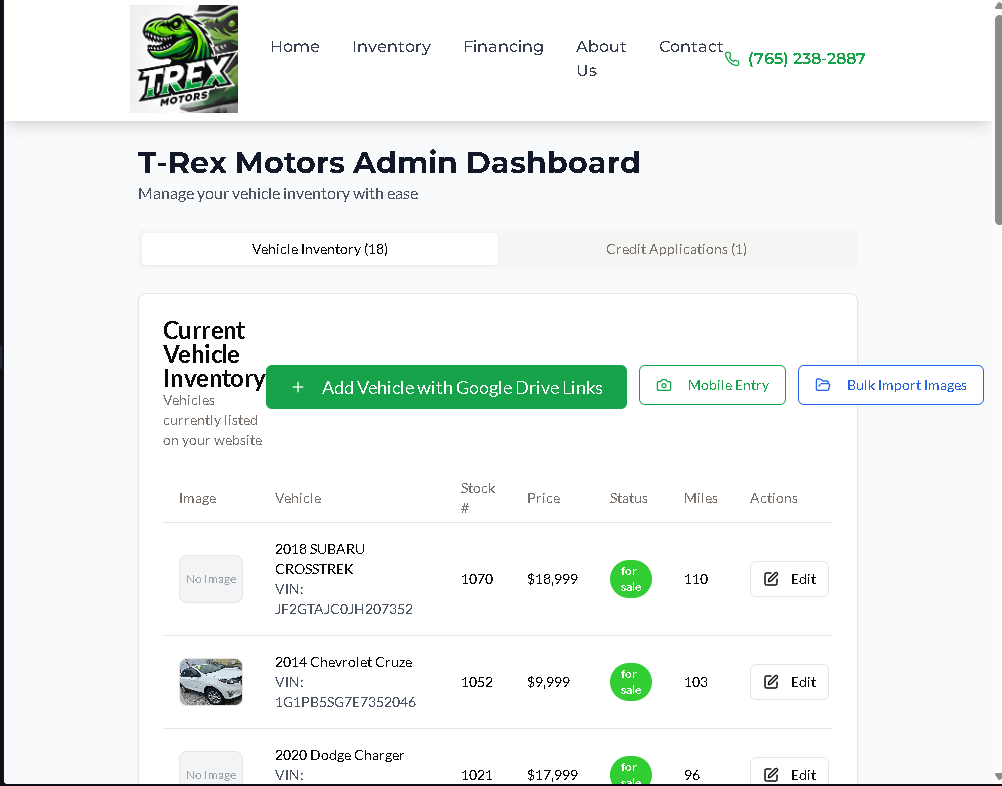 TREX
MOTORS
Home
Inventory
Financing
About
Us
Contact
(765) 238-2887
T-Rex Motors Admin Dashboard
Manage your vehicle inventory with ease
Vehicle Inventory (18)
Credit Applications (1)
Current
Vehicle
Inventory
Vehicles
currently listed
on your website
+ Add Vehicle with Google Drive Links
Mobile Entry
Bulk Import Images
Image
Vehicle
Stock
#
Price
Status
Miles
Actions
No Image
2018 SUBARU
CROSSTREK
VIN:
JF2GTAJC0JH207352
1070
$18,999
for
sale
110
Edit
2014 Chevrolet Cruze
VIN:
1G1PB5SG7E7352046
1052
$9,999
for
sale
103
Edit
No Image
2020 Dodge Charger
VIN:
1021
$17,999
for
sale
96
Edit